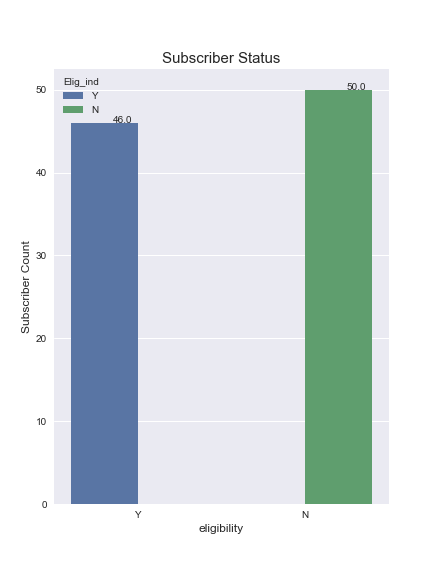 Subscriber Status
Elig_ind
Y
N
46.0
50.0
50
40
30
20
10
0
Subscriber Count
Y
N
eligibility